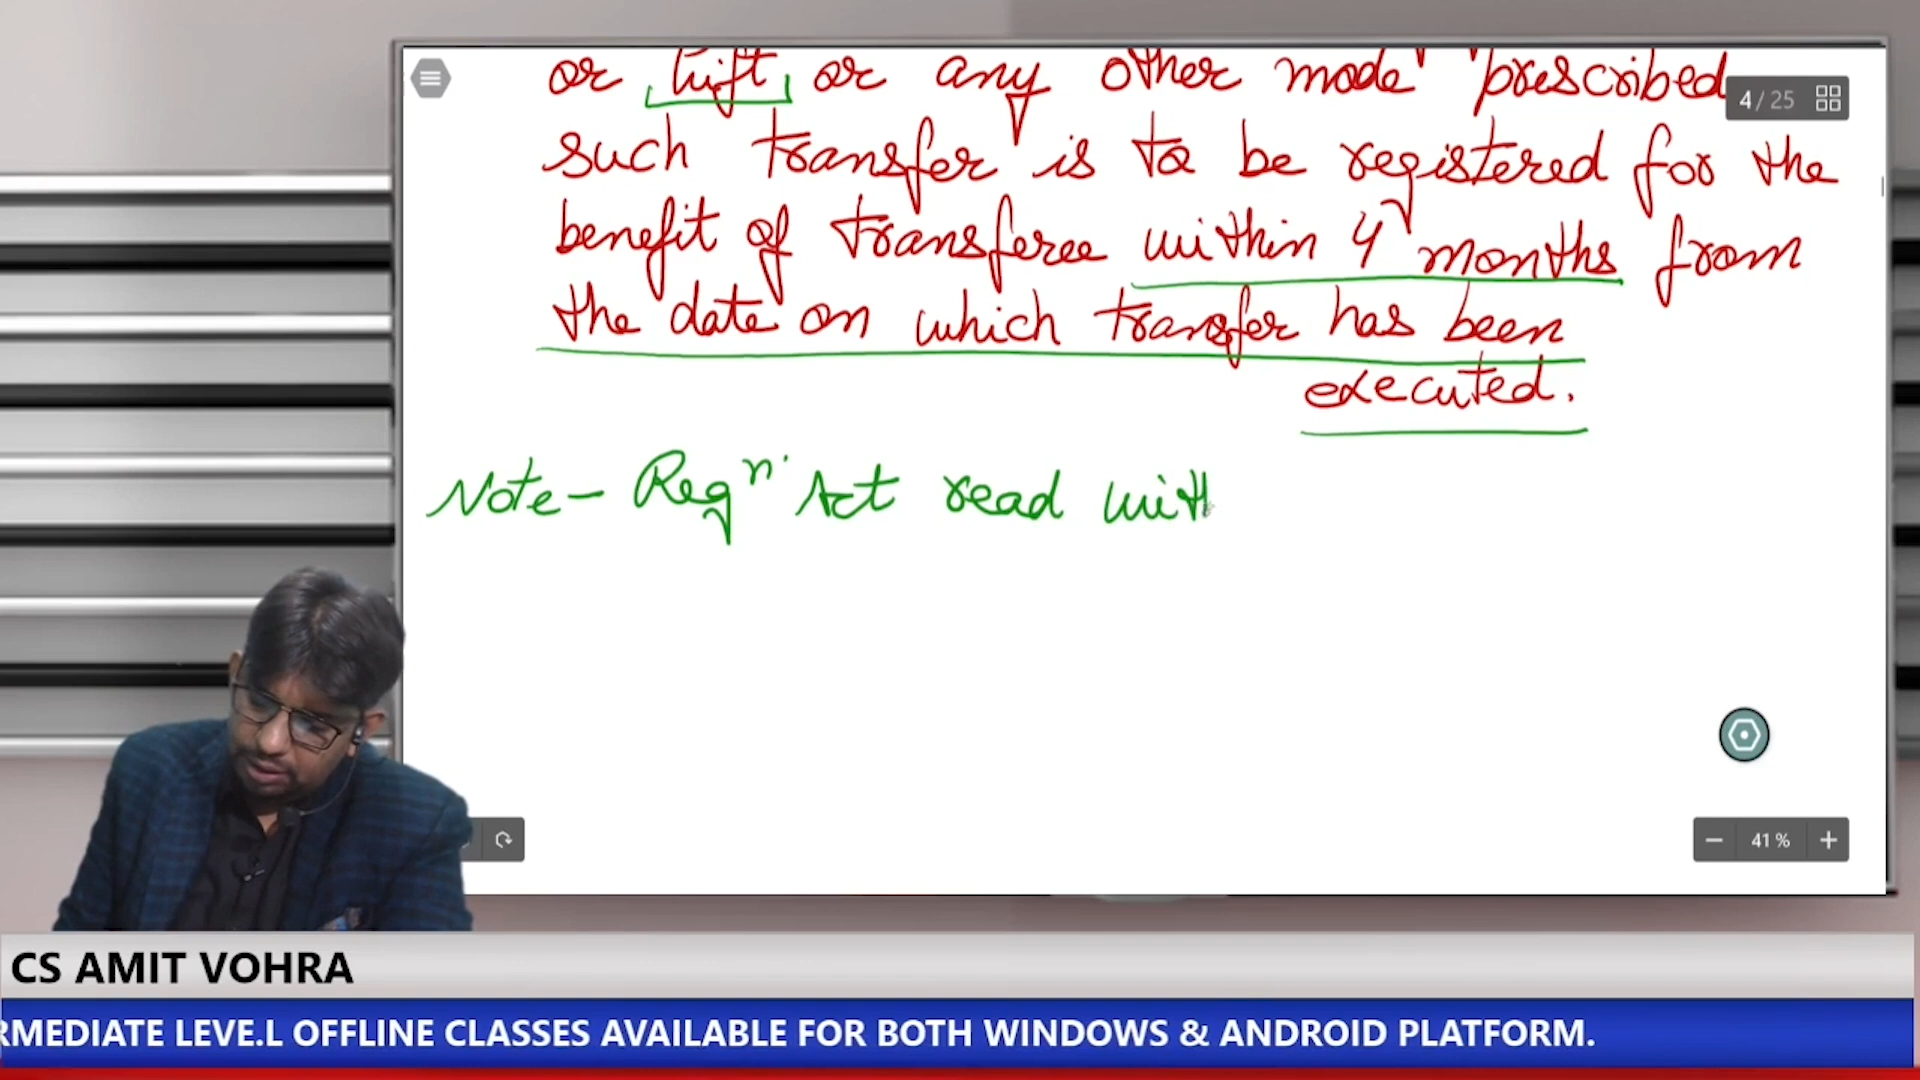 or Gift or any other mode prescribed
4 / 25
such transfer is to be registered for the
benefit of transferee within 4 months from
the date on which transfer has been
executed.
Note - Regn. Act read with
41 %
CS AMIT VOHRA
RMEDIATE LEVE.L OFFLINE CLASSES AVAILABLE FOR BOTH WINDOWS & ANDROID PLATFORM.